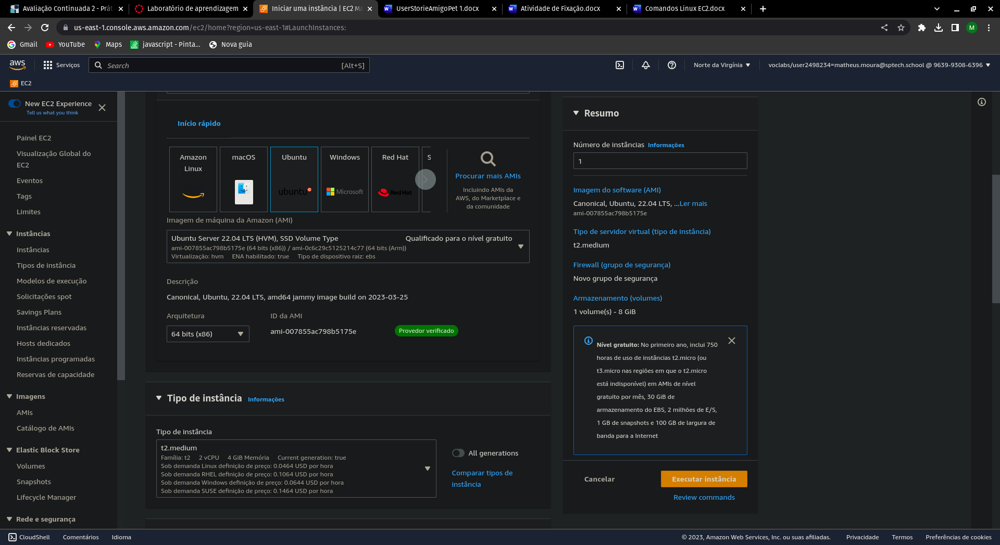 Avaliação Continuada 2 - Prát
Laboratório de aprendizagem
Iniciar uma instância | EC2 Ma
UserStorieAmigoPet 1.docx
Atividade de Fixação.docx
Comandos Linux EC2.docx
us-east-1.console.aws.amazon.com/ec2/home?region=us-east-1#LaunchInstances:
M
Gmail
YouTube
Maps
javascript - Pinta...
Nova guia
aws
Serviços
Search
[Alt+S]
Norte da Virgínia
voclabs/user2498234=matheus.moura@sptech.school @ 9639-9308-6396
EC2
New EC2 Experience
Tell us what you think
Painel EC2
Visualização Global do
EC2
Eventos
Tags
Limites
Instâncias
Instâncias
Tipos de instância
Modelos de execução
Solicitações spot
Savings Plans
Instâncias reservadas
Hosts dedicados
Instâncias programadas
Reservas de capacidade
Imagens
AMIs
Catálogo de AMIs
Elastic Block Store
Volumes
Snapshots
Lifecycle Manager
Rede e segurança
Início rápido
Amazon
Linux
macOS
Ubuntu
ubuntu
Windows
Microsoft
Red Hat
Red Hat
S
Procurar mais AMIs
Incluindo AMIs da
AWS, do Marketplace e
da comunidade
Imagem de máquina da Amazon (AMI)
Ubuntu Server 22.04 LTS (HVM), SSD Volume Type
Qualificado para o nível gratuito
ami-007855ac798b5175e (64 bits (x86)) / ami-0c6c29c5125214c77 (64 bits (Arm))
Virtualização: hvm ENA habilitado: true Tipo de dispositivo raiz: ebs
Descrição
Canonical, Ubuntu, 22.04 LTS, amd64 jammy image build on 2023-03-25
Arquitetura
ID da AMI
64 bits (x86)
ami-007855ac798b5175e
Provedor verificado
Tipo de instância
Informações
Tipo de instância
t2.medium
Família: t2 2 vCPU 4 GiB Memória Current generation: true
Sob demanda Linux definição de preço: 0.0464 USD por hora
Sob demanda RHEL definição de preço: 0.1064 USD por hora
Sob demanda Windows definição de preço: 0.0644 USD por hora
Sob demanda SUSE definição de preço: 0.1464 USD por hora
All generations
Comparar tipos de
instância
Resumo
Número de instâncias Informações
1
Imagem do software (AMI)
Canonical, Ubuntu, 22.04 LTS, ...Ler mais
ami-007855ac798b5175e
Tipo de servidor virtual (tipo de instância)
t2.medium
Firewall (grupo de segurança)
Novo grupo de segurança
Armazenamento (volumes)
1 volume(s) - 8 GiB
Nível gratuito: No primeiro ano, inclui 750
horas de uso de instâncias t2.micro (ou
t3.micro nas regiões em que o t2.micro
está indisponível) em AMIs de nível
gratuito por mês, 30 GiB de
armazenamento do EBS, 2 milhões de E/S,
1 GB de snapshots e 100 GB de largura de
banda para a Internet
Cancelar
Executar instância
Review commands
CloudShell
Comentários
Idioma
© 2023, Amazon Web Services, Inc. ou suas afiliadas.
Privacidade
Termos
Preferências de cookies